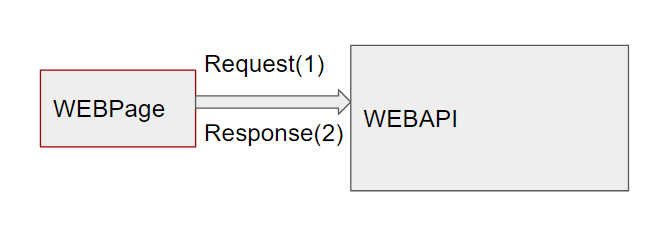 Request(1)
WEBPage
Response(2)
WEBAPI